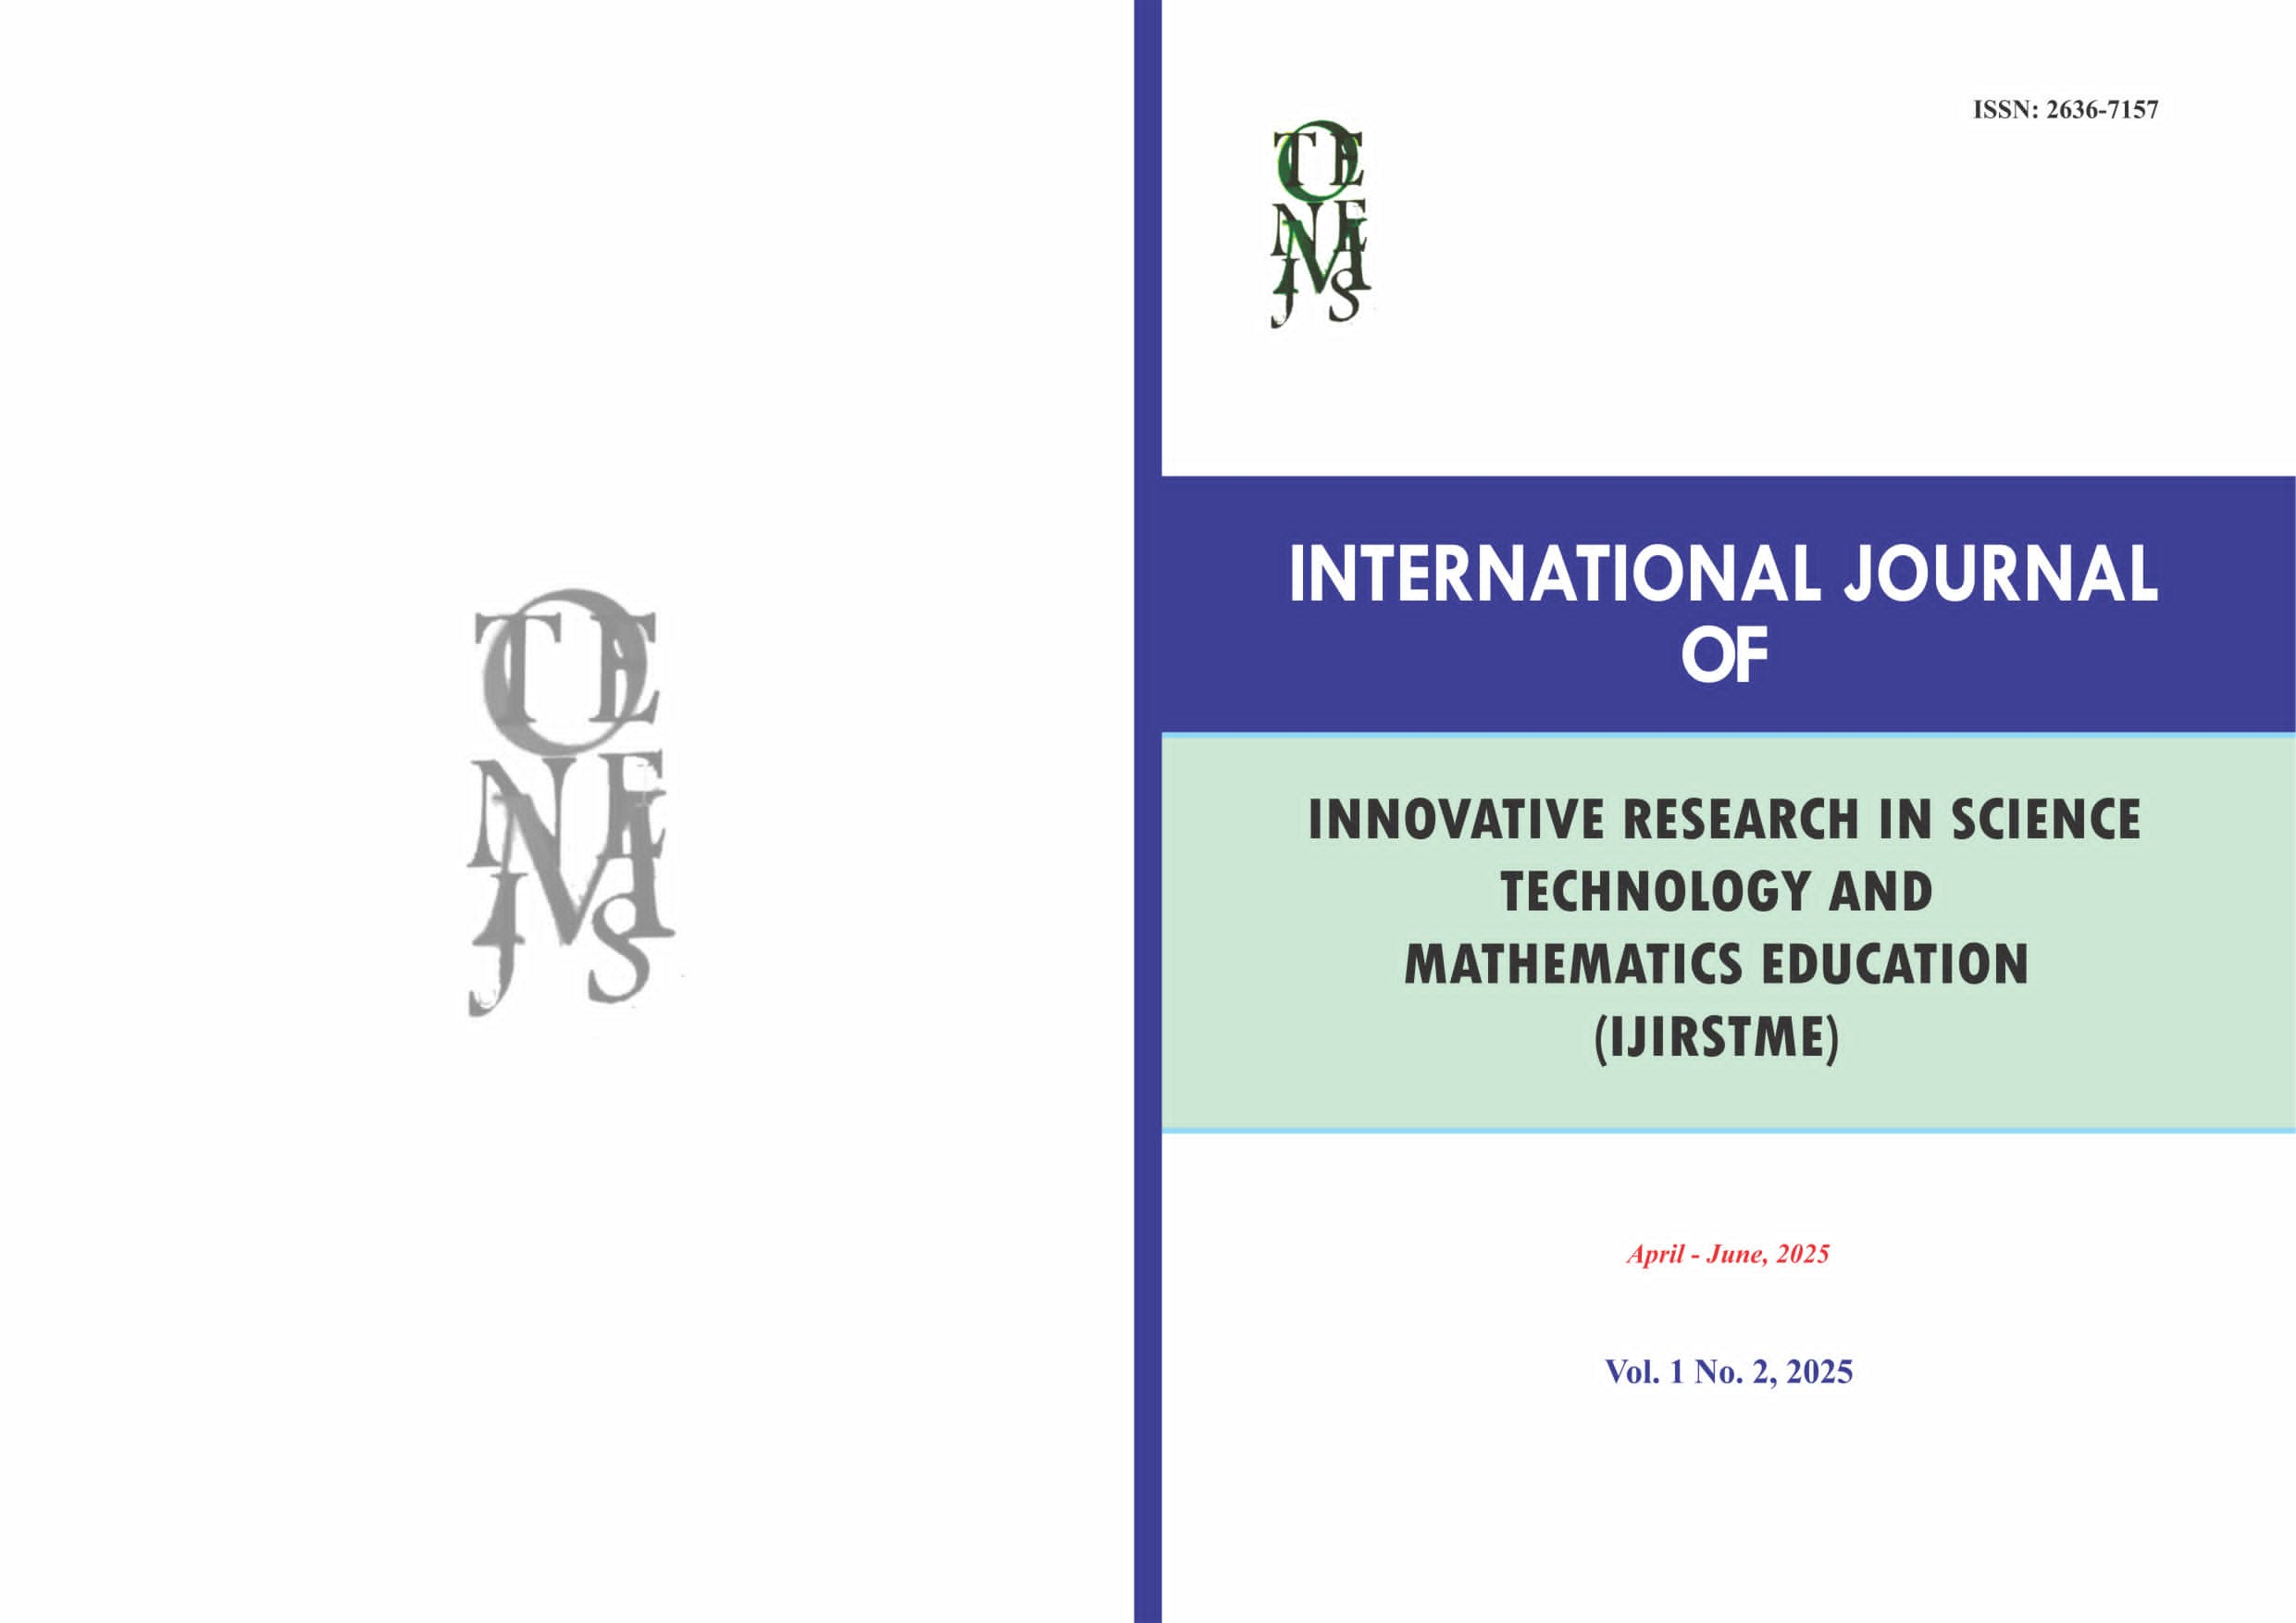 ISSN: 2636-7157
INTERNATIONAL JOURNAL
OF
INNOVATIVE RESEARCH IN SCIENCE
TECHNOLOGY AND
MATHEMATICS EDUCATION
(IJIRSTME)
April - June, 2025
Vol. 1 No. 2, 2025